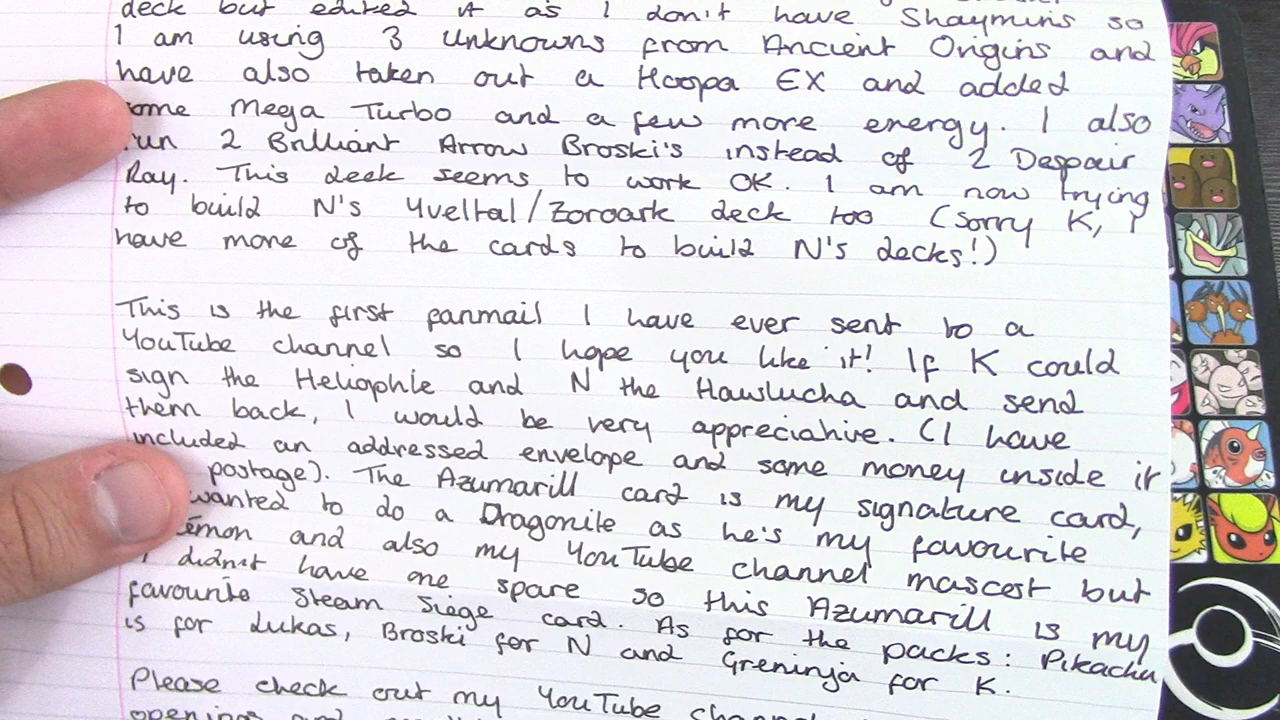 deck but edited it as I don't have Shaymins so
I am using 3 Unknowns from Ancient Origins and
have also taken out a Hoopa EX and added
some Mega Turbo and a few more energy. I also
run 2 Brilliant Arrow Broski's instead of 2 Despair
Ray. This deck seems to work OK. I am now trying
to build N's Yveltal/Zoroark deck too (sorry K, I
have more of the cards to build N's decks!)
This is the first fanmail I have ever sent to a
YouTube channel so I hope you like it! If K could
sign the Heliophile and N the Hawlucha and send
them back, I would be very appreciative. (I have
included an addressed envelope and some money inside it
postage). The Azumarill card is my signature card,
wanted to do a Dragonite as he's my favourite
émon and also my YouTube channel mascot but
I didn't have one spare so this Azumarill is my
favourite Steam Siege card. As for the packs: Pikachu
is for Lukas, Broski for N and Greninja for K.
Please check out my YouTube channel
openings and